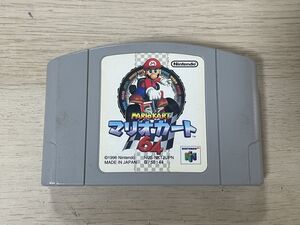 Nintendo
MARIO KART
マリオカート
64
©1996 Nintendo
MADE IN JAPAN
NINTENDO 64